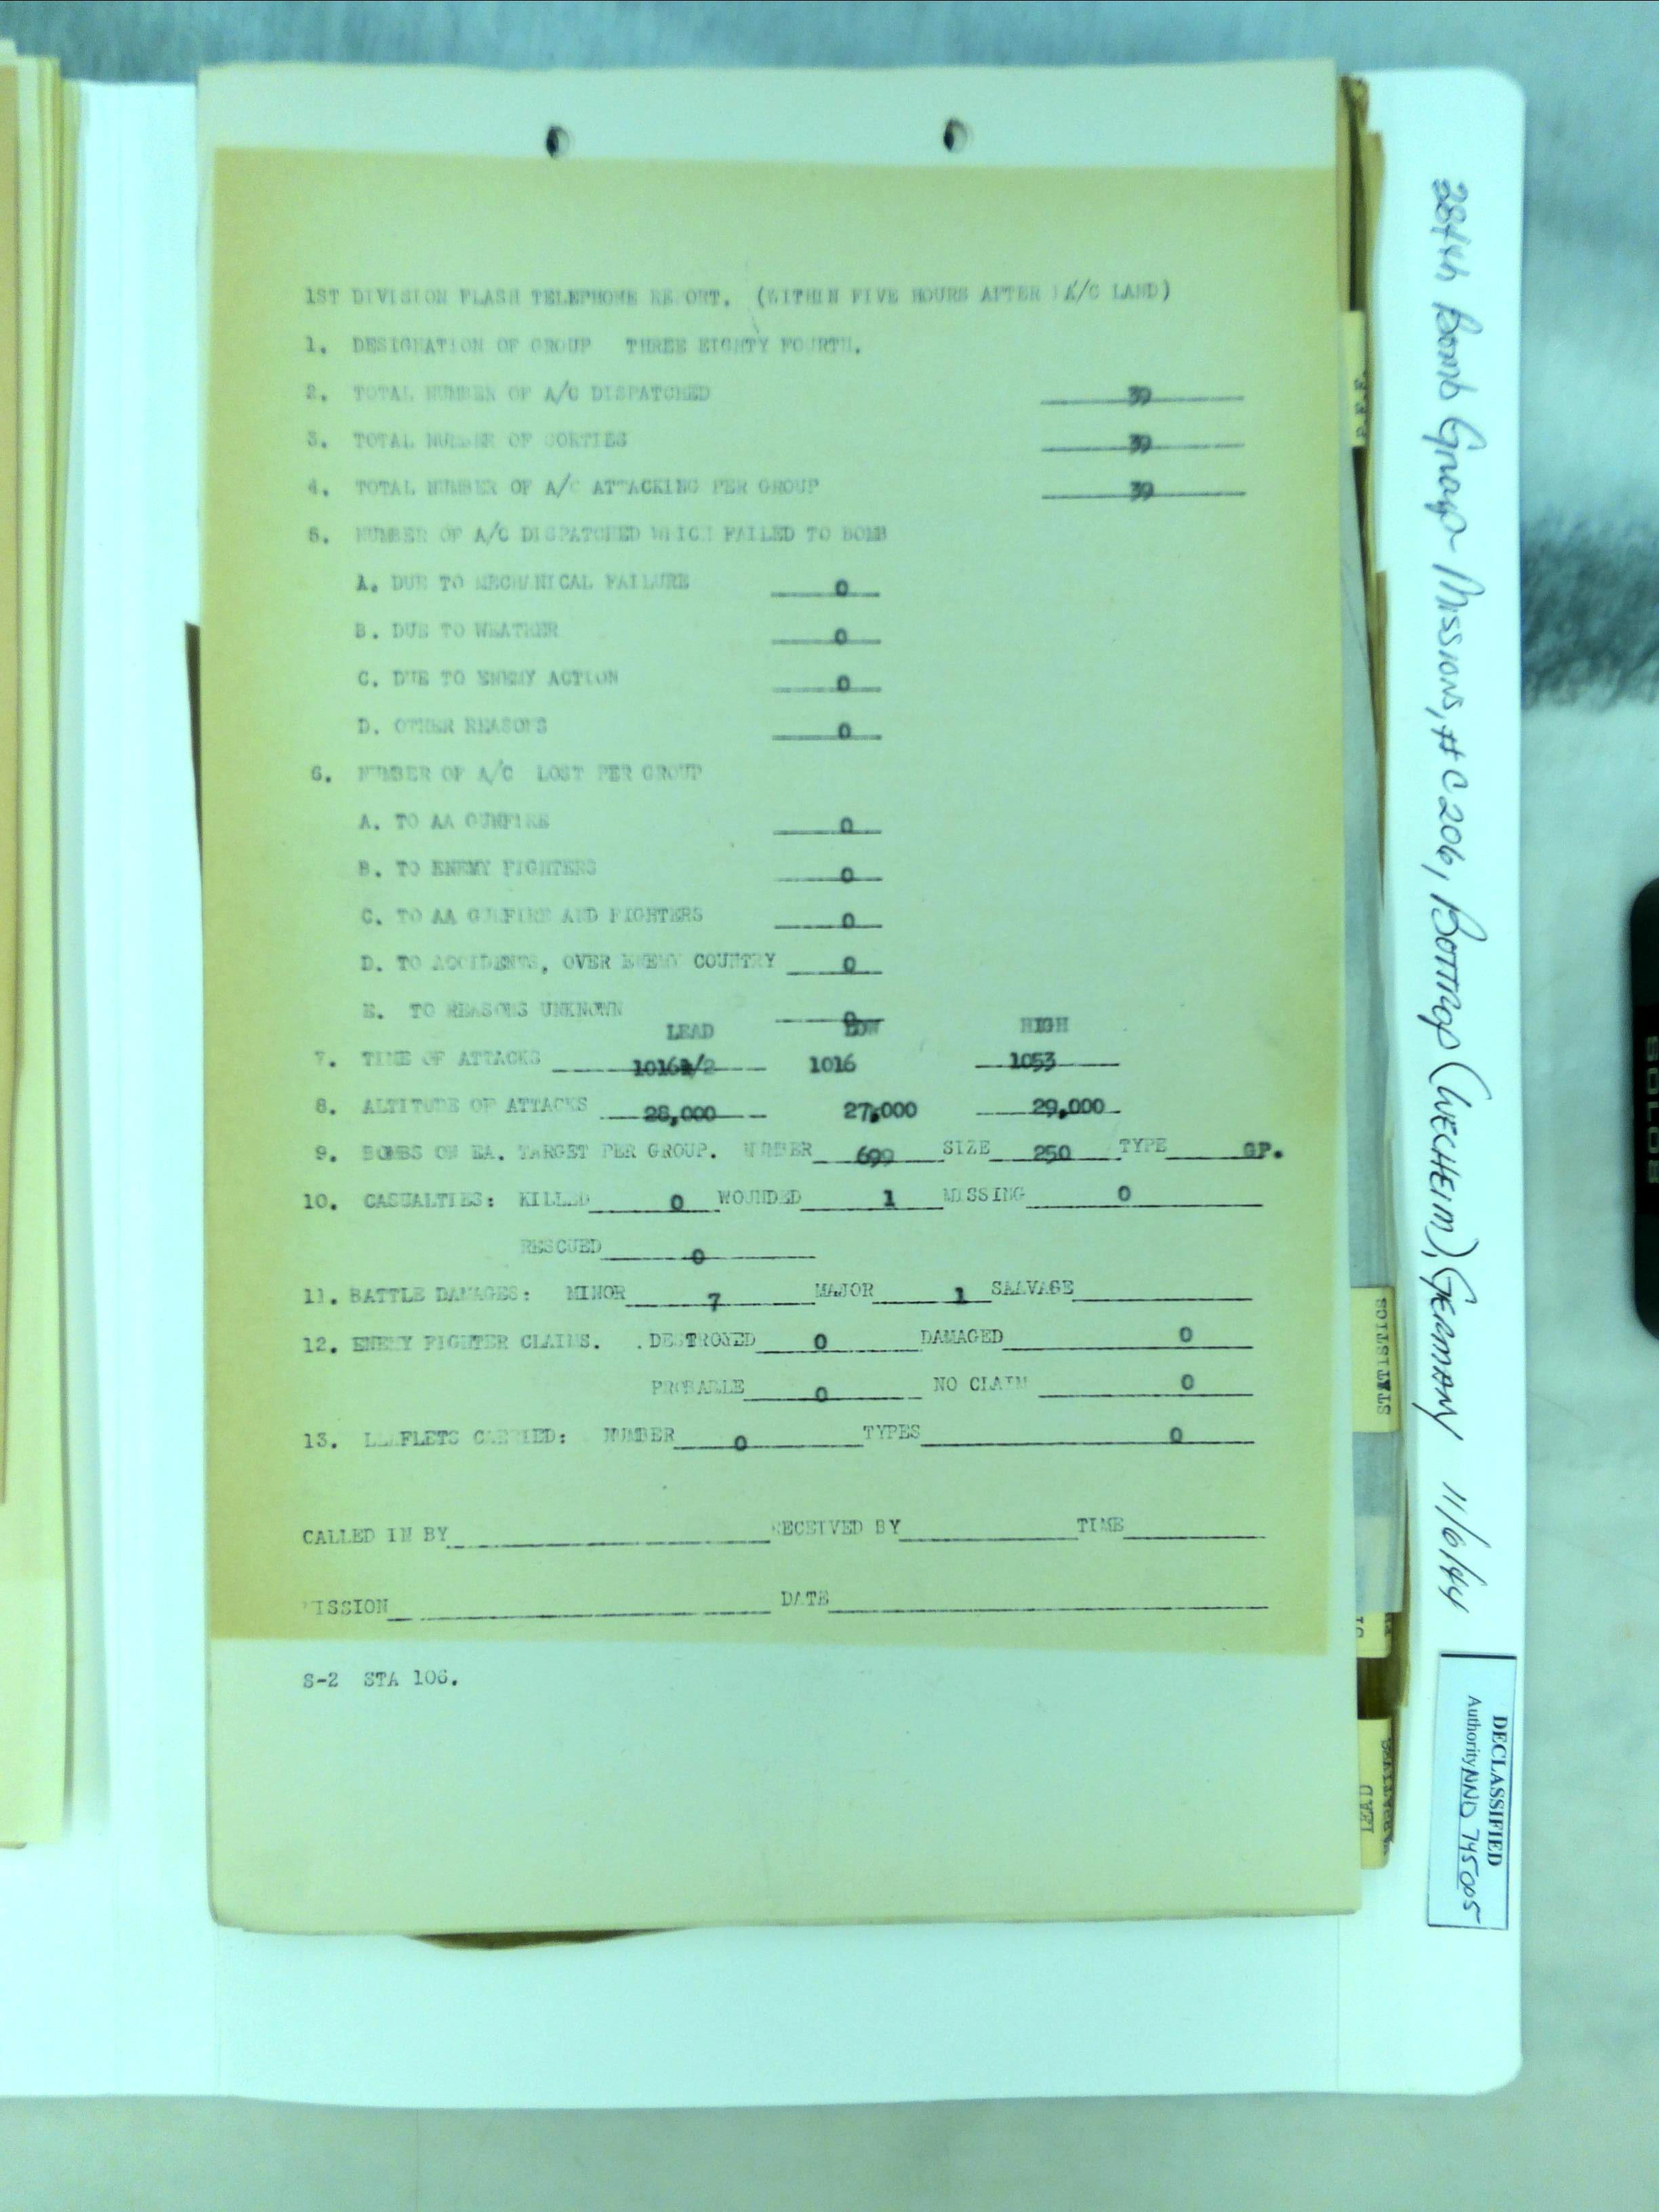 1ST DIVISION FLASH TELEPHONE REPORT. (WITHIN FIVE HOURS AFTER A/C LAND)
1. DESIGNATION OF GROUP THREE EIGHTY FOURTH.
2. TOTAL NUMBER OF A/C DISPATCHED 39
3. TOTAL NUMBER OF SORTIES 39
4. TOTAL NUMBER OF A/C ATTACKING PER GROUP 39
5. NUMBER OF A/C DISPATCHED WHICH FAILED TO BOMB
A. DUE TO MECHANICAL FAILURE 0
B. DUE TO WEATHER 0
C. DUE TO ENEMY ACTION 0
D. OTHER REASONS 0
6. NUMBER OF A/C LOST PER GROUP
A. TO AA GUNFIRE 0
B. TO ENEMY FIGHTERS 0
C. TO AA GUNFIRE AND FIGHTERS 0
D. TO ACCIDENTS, OVER ENEMY COUNTRY 0
E. TO REASONS UNKNOWN 0
LEAD LOW HIGH
7. TIME OF ATTACKS 1016½/2 1016 1053
8. ALTITUDE OF ATTACKS 28,000 27,000 29,000
9. BOMBS ON EA. TARGET PER GROUP. NUMBER 699 SIZE 250 TYPE GP.
10. CASUALTIES: KILLED 0 WOUNDED 1 MISSING 0
RESCUED 0
11. BATTLE DAMAGES: MINOR 7 MAJOR 1 SAAVAGE
12. ENEMY FIGHTER CLAIMS. DESTROYED 0 DAMAGED 0
PROBABLE 0 NO CLAIM 0
13. LEAFLETS CARRIED: NUMBER 0 TYPES 0
CALLED IN BY RECEIVED BY TIME
MISSION DATE
S-2 STA 106.
384th Bomb Group Missions, # C 206, Bottrop (Welheim), Germany 11/6/44
DECLASSIFIED
Authority NND 745005
P.F.F.
STATISTICS
LEAD